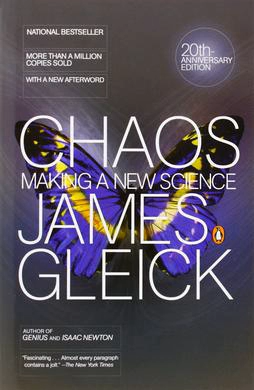 NATIONAL BESTSELLER
MORE THAN A MILLION
COPIES SOLD
WITH A NEW AFTERWORD
20th-
ANNIVERSARY
EDITION
CHAOS
MAKING A NEW SCIENCE
JAMES
GLEICK
AUTHOR OF
GENIUS AND ISAAC NEWTON
"Fascinating . . . Almost every paragraph
contains a jolt." —The New York Times